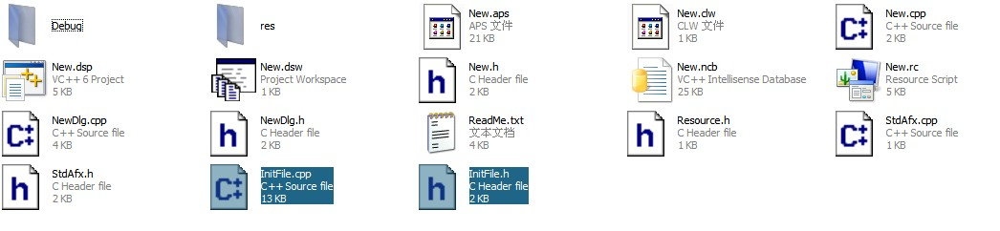 Debug
res
New.aps
APS 文件
21 KB
New.clw
CLW 文件
1 KB
New.cpp
C++ Source file
2 KB
New.dsp
VC++ 6 Project
5 KB
New.dsw
Project Workspace
1 KB
New.h
C Header file
2 KB
New.ncb
VC++ Intellisense Database
25 KB
New.rc
Resource Script
5 KB
NewDlg.cpp
C++ Source file
4 KB
NewDlg.h
C Header file
2 KB
ReadMe.txt
文本文档
4 KB
Resource.h
C Header file
1 KB
StdAfx.cpp
C++ Source file
1 KB
StdAfx.h
C Header file
2 KB
InitFile.cpp
C++ Source file
13 KB
InitFile.h
C Header file
2 KB